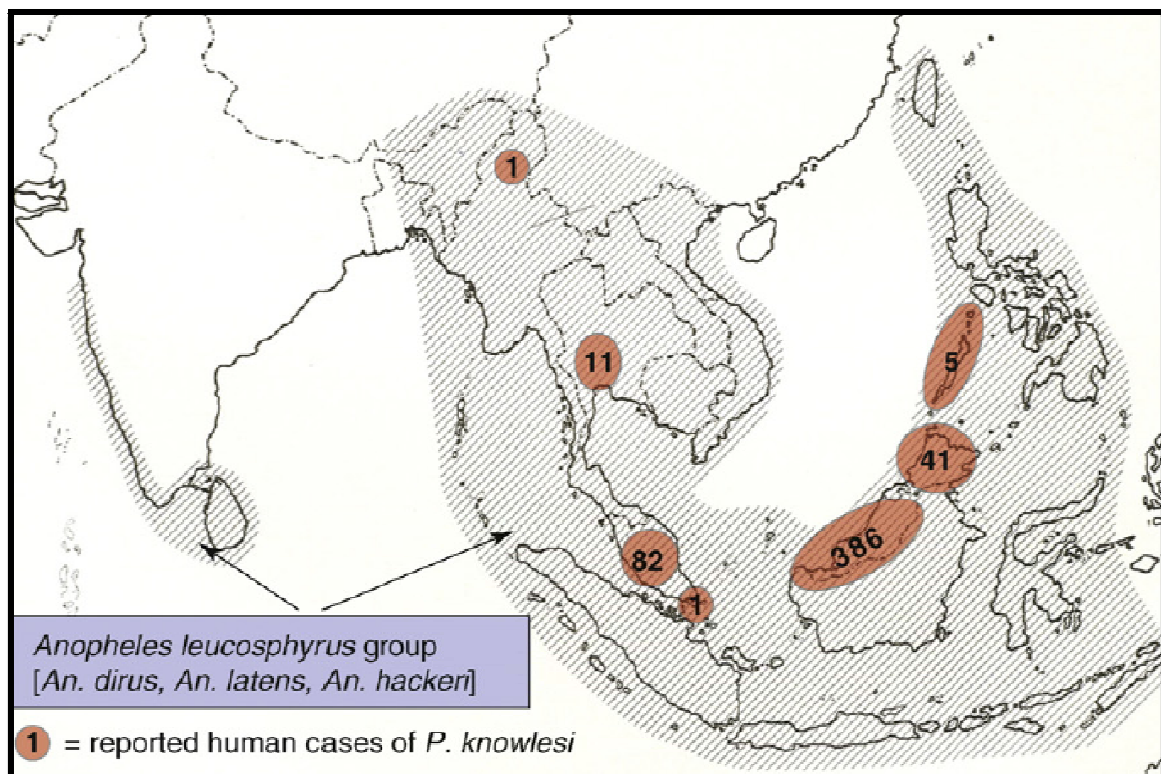 1
11
5
41
386
82
1
Anopheles leucosphyrus group
[An. dirus, An. latens, An. hackeri]
1 = reported human cases of P. knowlesi